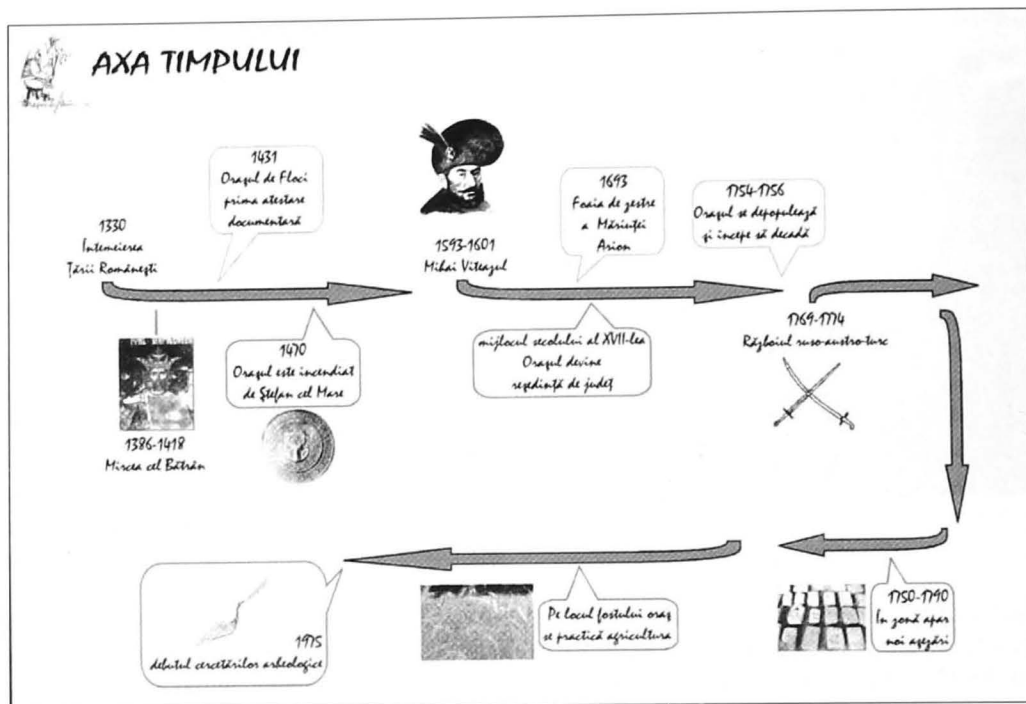 AXA TIMPULUI
1330
Întemeierea
Țării Românești
1431
Orașul de Floci
prima atestare
documentară
1386-1418
Mircea cel Bătrân
1470
Orașul este incendiat
de Ștefan cel Mare
1593-1601
Mihai Viteazul
1693
Foaia de zestre
a Măriuței
Arion
mijlocul secolului al XVII-lea
Orașul devine
reședință de județ
1754-1756
Orașul se depopulează
și începe să decadă
1769-1774
Războiul ruso-austro-turc
1750-1790
În zonă apar
noi așezări
Pe locul fostului oraș
se practică agricultura
1975
debutul cercetărilor arheologice